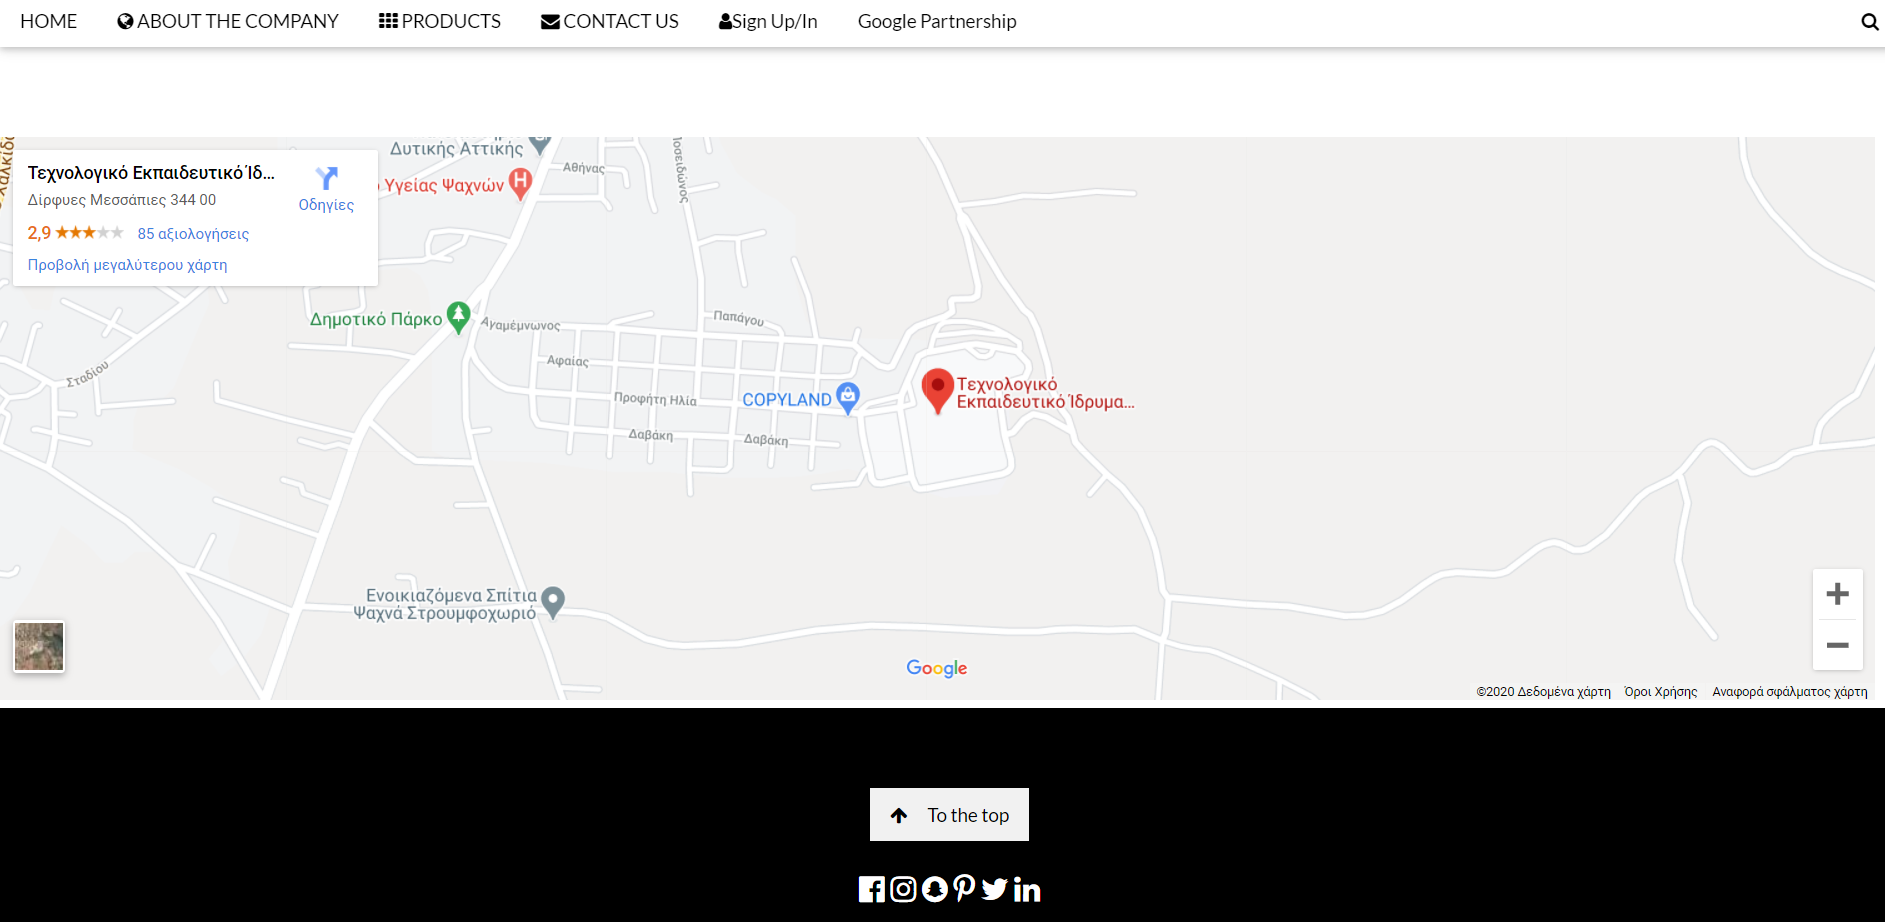 HOME ABOUT THE COMPANY PRODUCTS CONTACT US Sign Up/In Google Partnership
Δυτικής Αττικής
Αθήνας
Υγείας Ψαχνών
Τεχνολογικό Εκπαιδευτικό Ίδ...
Δίρφυες Μεσσάπιες 344 00
Οδηγίες
2,9 85 αξιολογήσεις
Προβολή μεγαλύτερου χάρτη
Δημοτικό Πάρκο
Αγαμέμνωνος
Παπάγου
Αφαίας
Σταδίου
Προφήτη Ηλία
COPYLAND
Τεχνολογικό
Εκπαιδευτικό Ίδρυμα...
Δαβάκη
Δαβάκη
Ενοικιαζόμενα Σπίτια
Ψαχνά Στρουμφοχωριό
Google
©2020 Δεδομένα χάρτη Όροι Χρήσης Αναφορά σφάλματος χάρτη
To the top